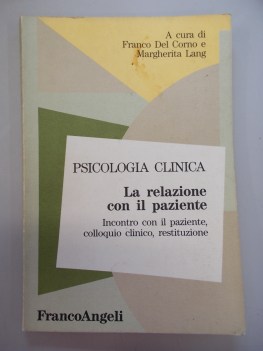 A cura di
Franco Del Corno e
Margherita Lang
PSICOLOGIA CLINICA
La relazione
con il paziente
Incontro con il paziente,
colloquio clinico, restituzione
FrancoAngeli